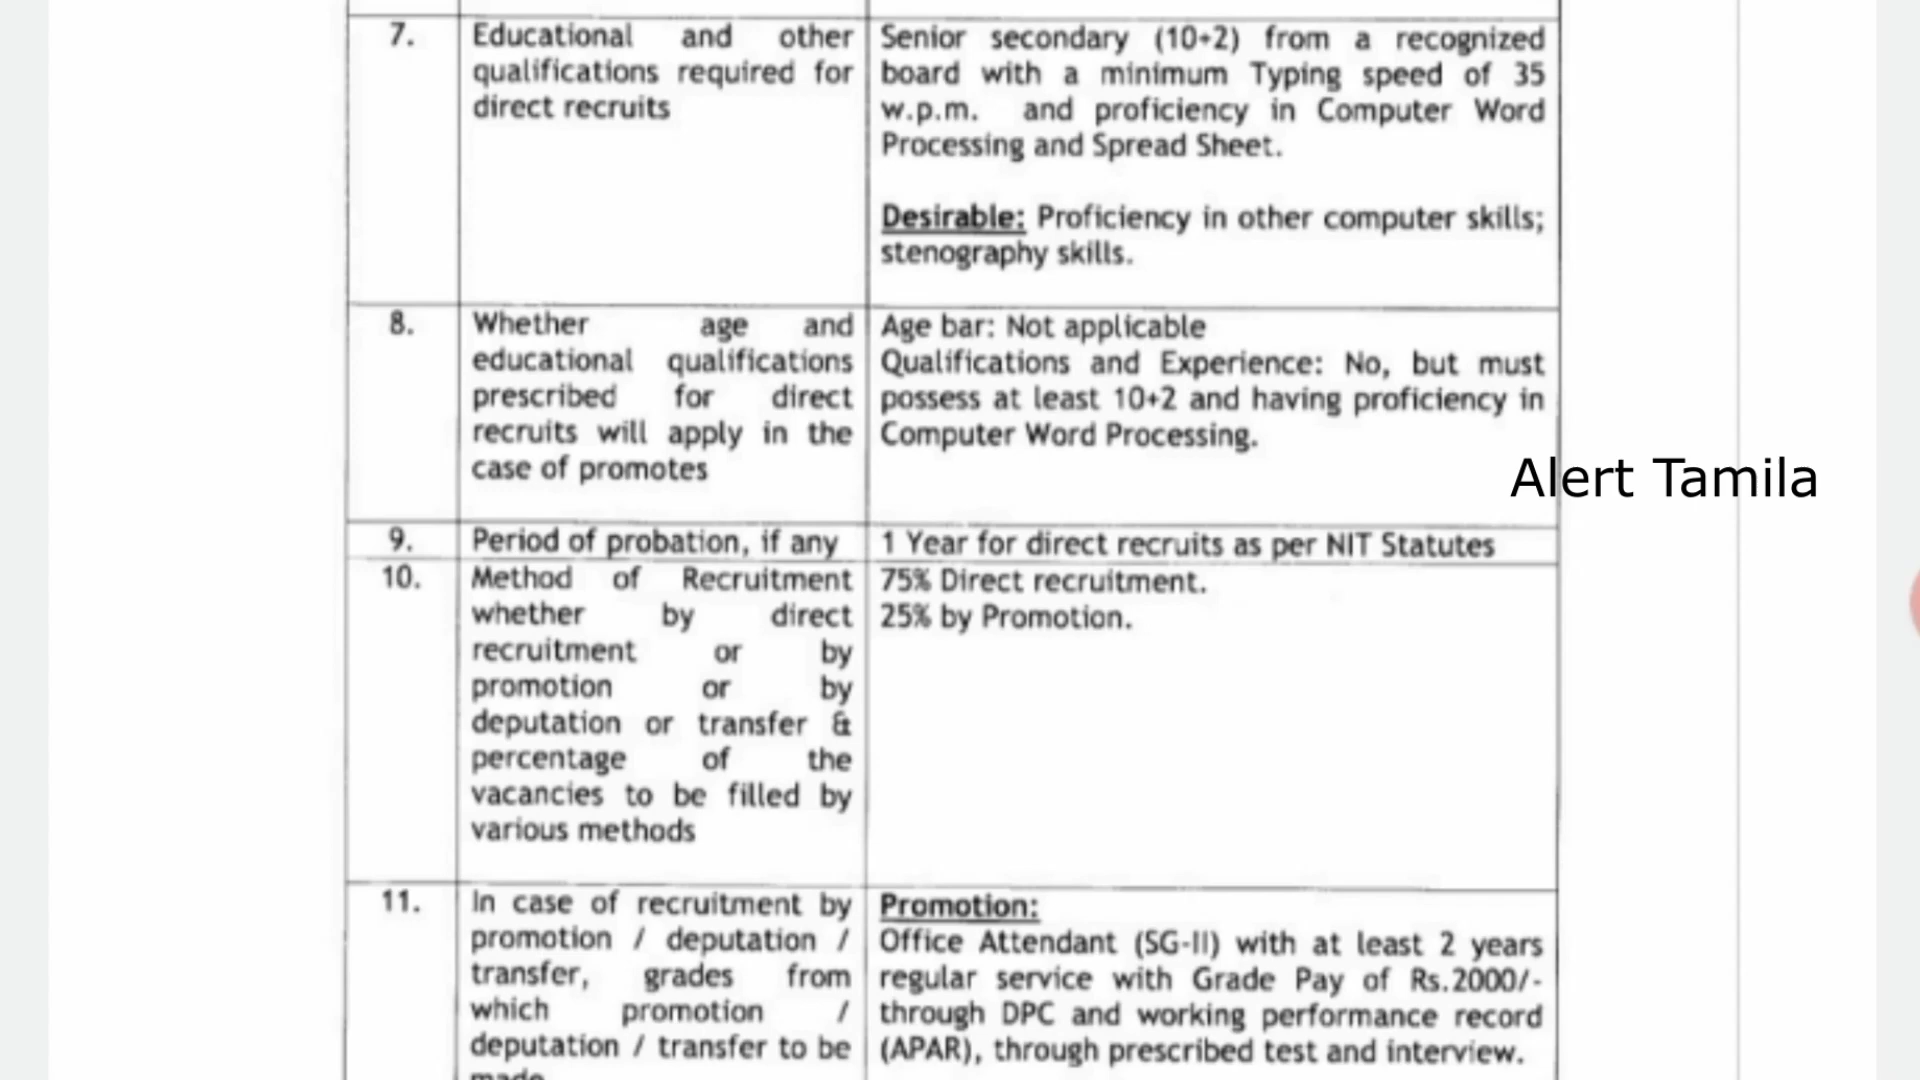 7.
Educational and other
qualifications required for
direct recruits
Senior secondary (10+2) from a recognized
board with a minimum Typing speed of 35
w.p.m. and proficiency in Computer Word
Processing and Spread Sheet.
Desirable: Proficiency in other computer skills;
stenography skills.
8.
Whether age and
educational qualifications
prescribed for direct
recruits will apply in the
case of promotes
Age bar: Not applicable
Qualifications and Experience: No, but must
possess at least 10+2 and having proficiency in
Computer Word Processing.
Alert Tamila
9.
Period of probation, if any
1 Year for direct recruits as per NIT Statutes
10.
Method of Recruitment
whether by direct
recruitment or by
promotion or by
deputation or transfer &
percentage of the
vacancies to be filled by
various methods
75% Direct recruitment.
25% by Promotion.
11.
In case of recruitment by
promotion / deputation /
transfer, grades from
which promotion /
deputation / transfer to be
Promotion:
Office Attendant (SG-II) with at least 2 years
regular service with Grade Pay of Rs.2000/-
through DPC and working performance record
(APAR), through prescribed test and interview.